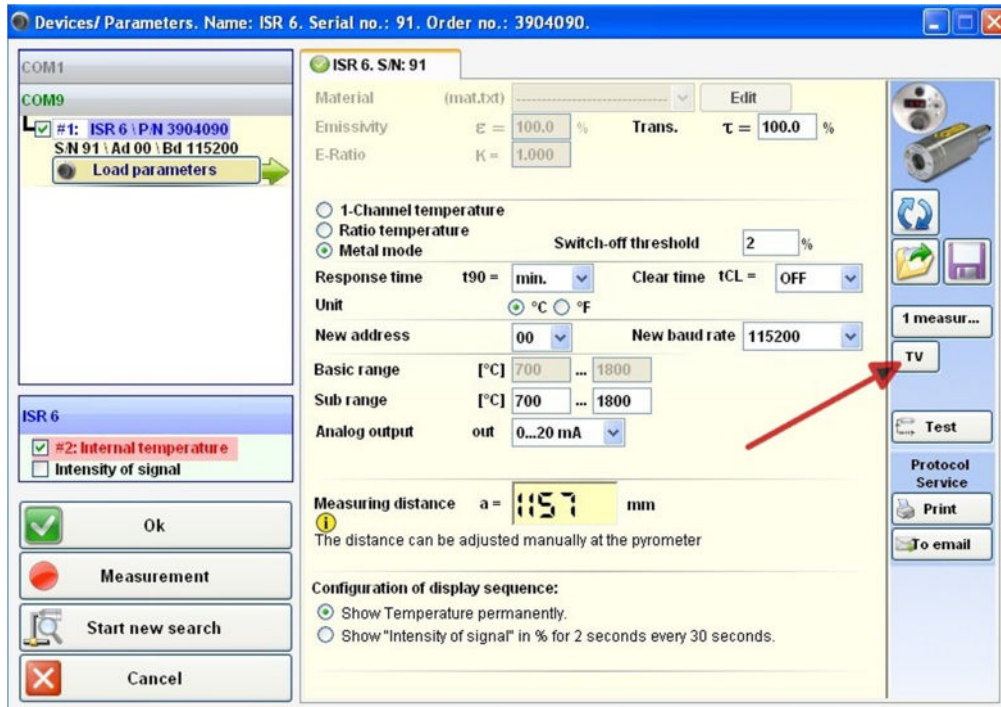 Devices/ Parameters. Name: ISR 6. Serial no.: 91. Order no.: 3904090.
COM1
COM9
#1: ISR 6 \ P/N 3904090
S/N 91 \ Ad 00 \ Bd 115200
Load parameters
ISR 6
#2: Internal temperature
Intensity of signal
Ok
Measurement
Start new search
Cancel
ISR 6. S/N: 91
Material (mat.txt) ---------------------------- Edit
Emissivity ε = 100.0 % Trans. τ = 100.0 %
E-Ratio K = 1.000
1-Channel temperature
Ratio temperature
Metal mode Switch-off threshold 2 %
Response time t90 = min. Clear time tCL = OFF
Unit °C °F
New address 00 New baud rate 115200
Basic range [°C] 700 ... 1800
Sub range [°C] 700 ... 1800
Analog output out 0...20 mA
Measuring distance a = 1157 mm
i
The distance can be adjusted manually at the pyrometer
Configuration of display sequence:
Show Temperature permanently.
Show "Intensity of signal" in % for 2 seconds every 30 seconds.
1 measur...
TV
Test
Protocol
Service
Print
To email